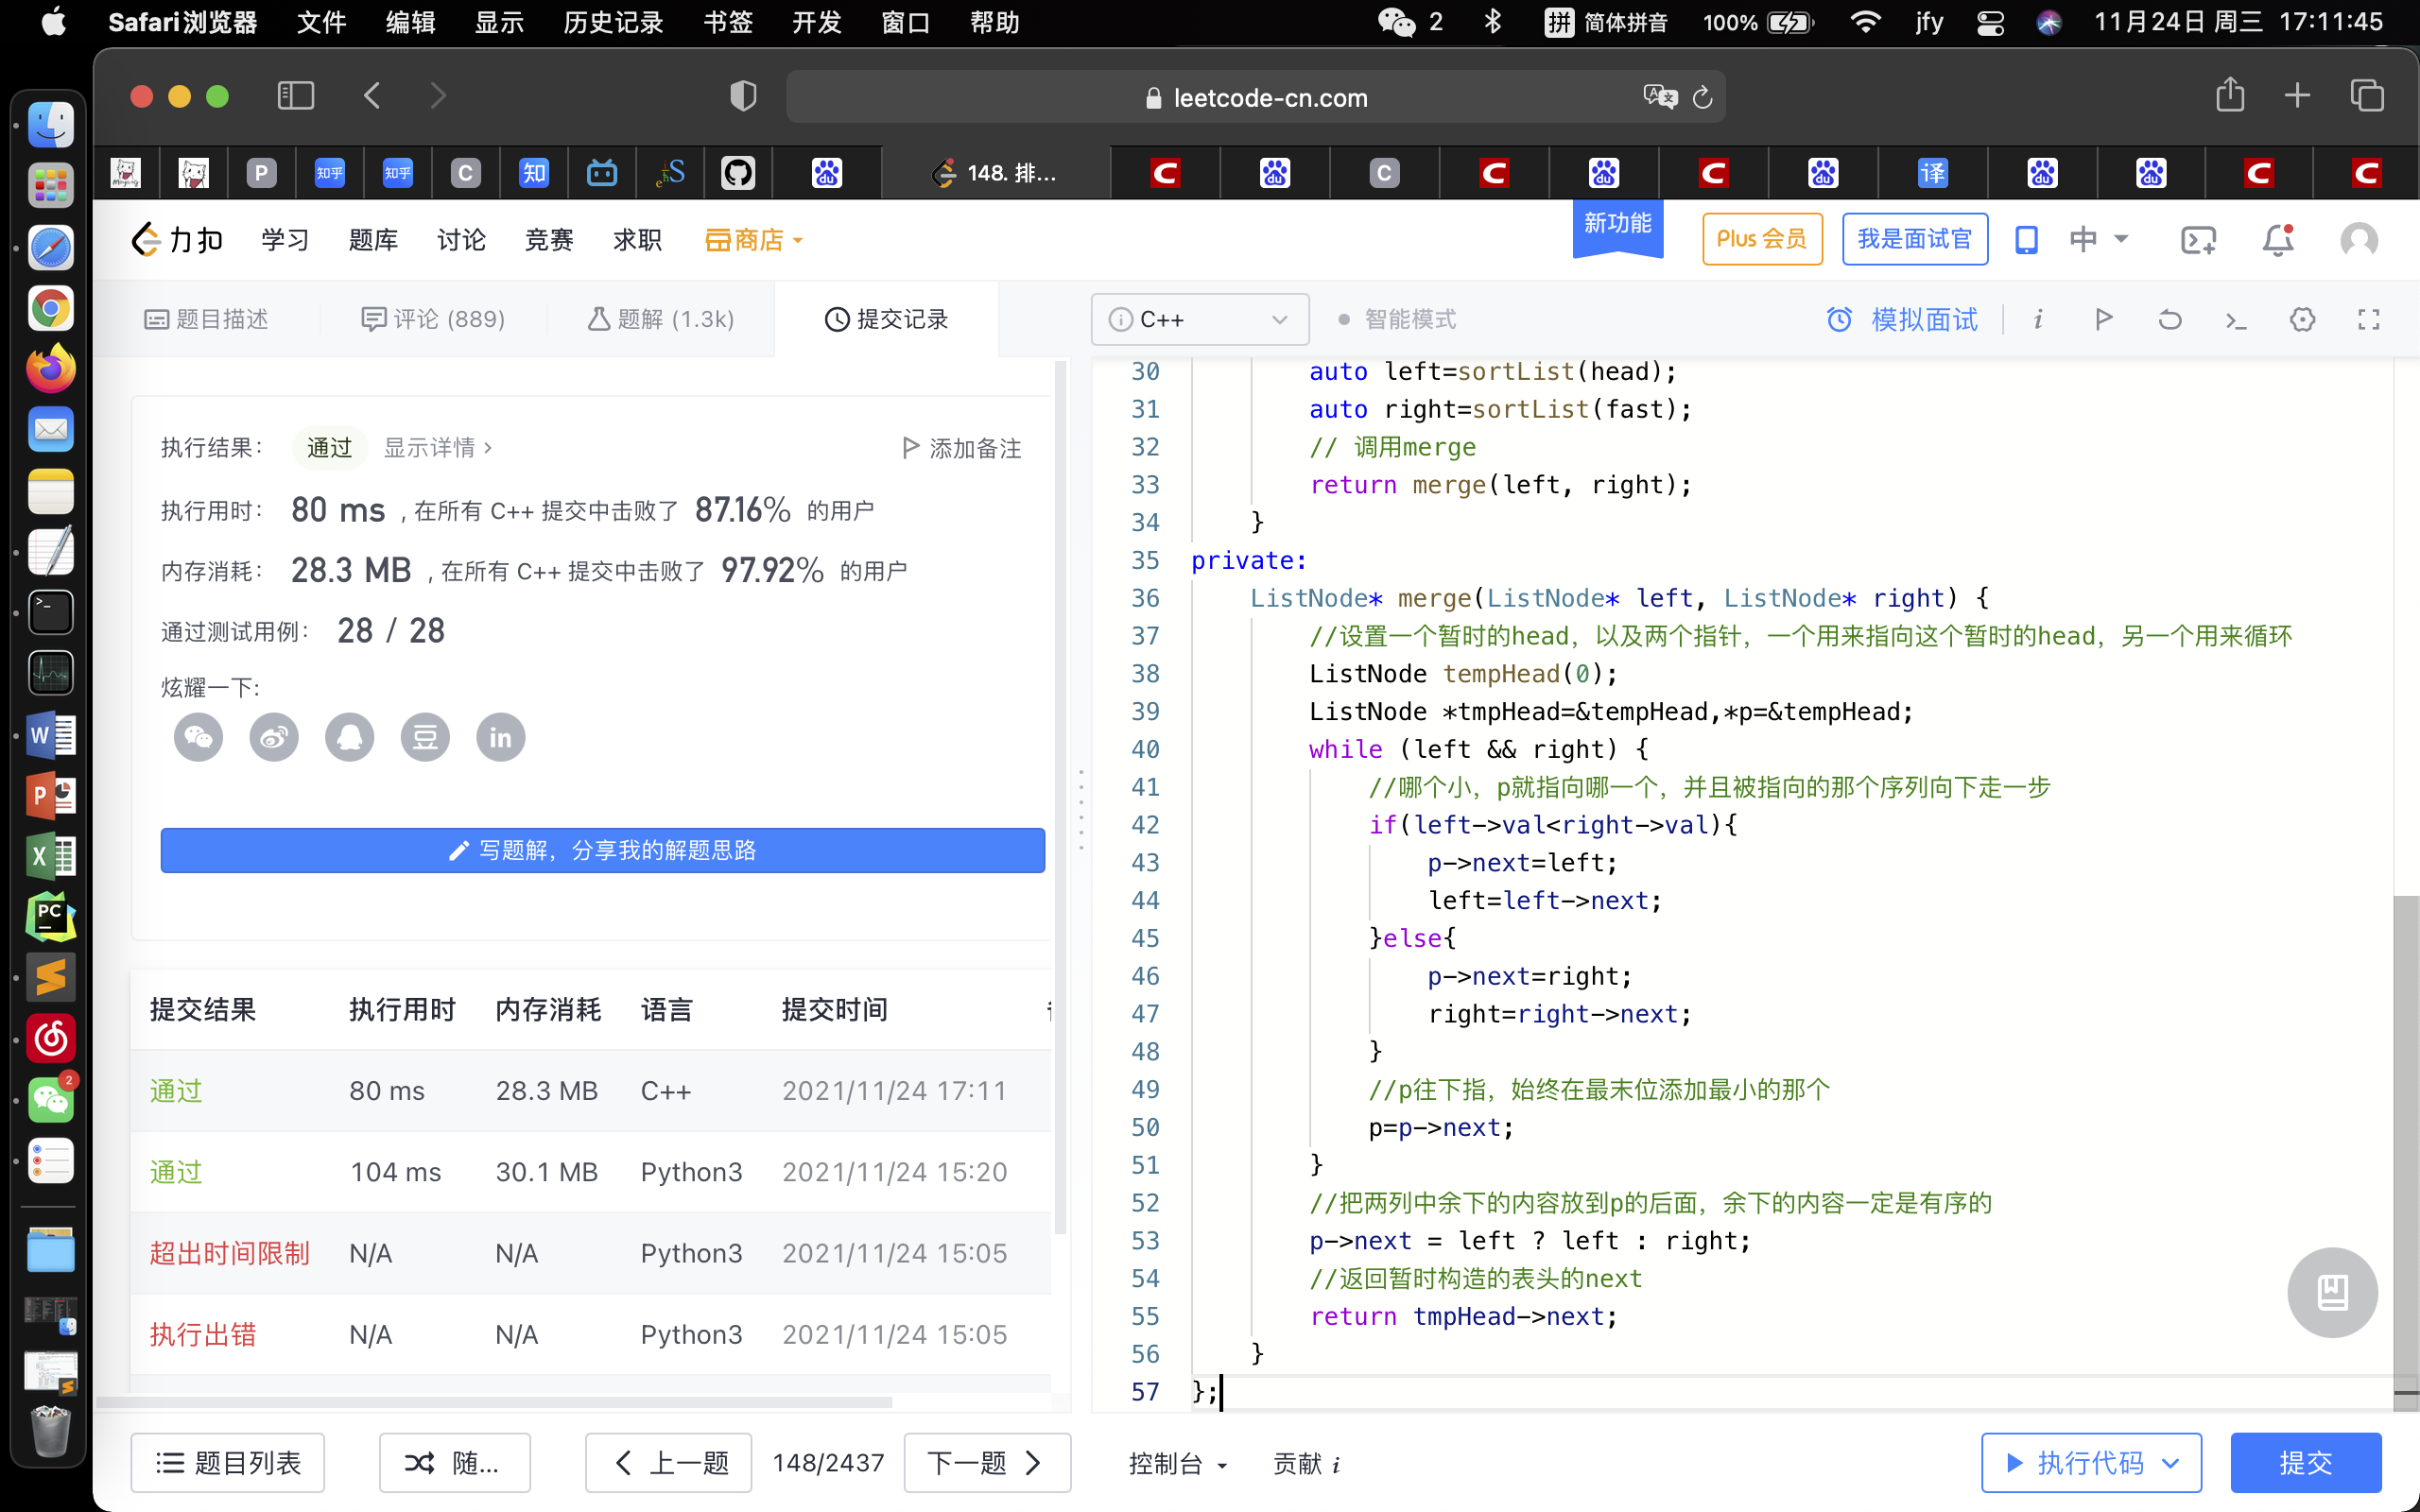 Safari浏览器 文件 编辑 显示 历史记录 书签 开发 窗口 帮助 2 拼 简体拼音 100% jfy 11月24日 周三 17:11:45
leetcode-cn.com
P 知乎 知乎 C 知 S du 148. 排... C du C C du C du 译 du du C C
力扣 学习 题库 讨论 竞赛 求职 商店 新功能 Plus 会员 我是面试官 中
题目描述 评论 (889) 题解 (1.3k) 提交记录
C++ 智能模式 模拟面试
执行结果： 通过 显示详情 添加备注
执行用时： 80 ms , 在所有 C++ 提交中击败了 87.16% 的用户
内存消耗： 28.3 MB , 在所有 C++ 提交中击败了 97.92% 的用户
通过测试用例： 28 / 28
炫耀一下:
豆 in
写题解，分享我的解题思路
提交结果 执行用时 内存消耗 语言 提交时间
通过 80 ms 28.3 MB C++ 2021/11/24 17:11
通过 104 ms 30.1 MB Python3 2021/11/24 15:20
超出时间限制 N/A N/A Python3 2021/11/24 15:05
执行出错 N/A N/A Python3 2021/11/24 15:05
30 auto left=sortList(head);
31 auto right=sortList(fast);
32 // 调用merge
33 return merge(left, right);
34 }
35 private:
36 ListNode* merge(ListNode* left, ListNode* right) {
37 //设置一个暂时的head，以及两个指针，一个用来指向这个暂时的head，另一个用来循环
38 ListNode tempHead(0);
39 ListNode *tmpHead=&tempHead,*p=&tempHead;
40 while (left && right) {
41 //哪个小，p就指向哪一个，并且被指向的那个序列向下走一步
42 if(left->val<right->val){
43 p->next=left;
44 left=left->next;
45 }else{
46 p->next=right;
47 right=right->next;
48 }
49 //p往下指，始终在最末位添加最小的那个
50 p=p->next;
51 }
52 //把两列中余下的内容放到p的后面，余下的内容一定是有序的
53 p->next = left ? left : right;
54 //返回暂时构造的表头的next
55 return tmpHead->next;
56 }
57 };
题目列表 随... 上一题 148/2437 下一题 控制台 贡献 i 执行代码 提交
W
P
X
PC
2